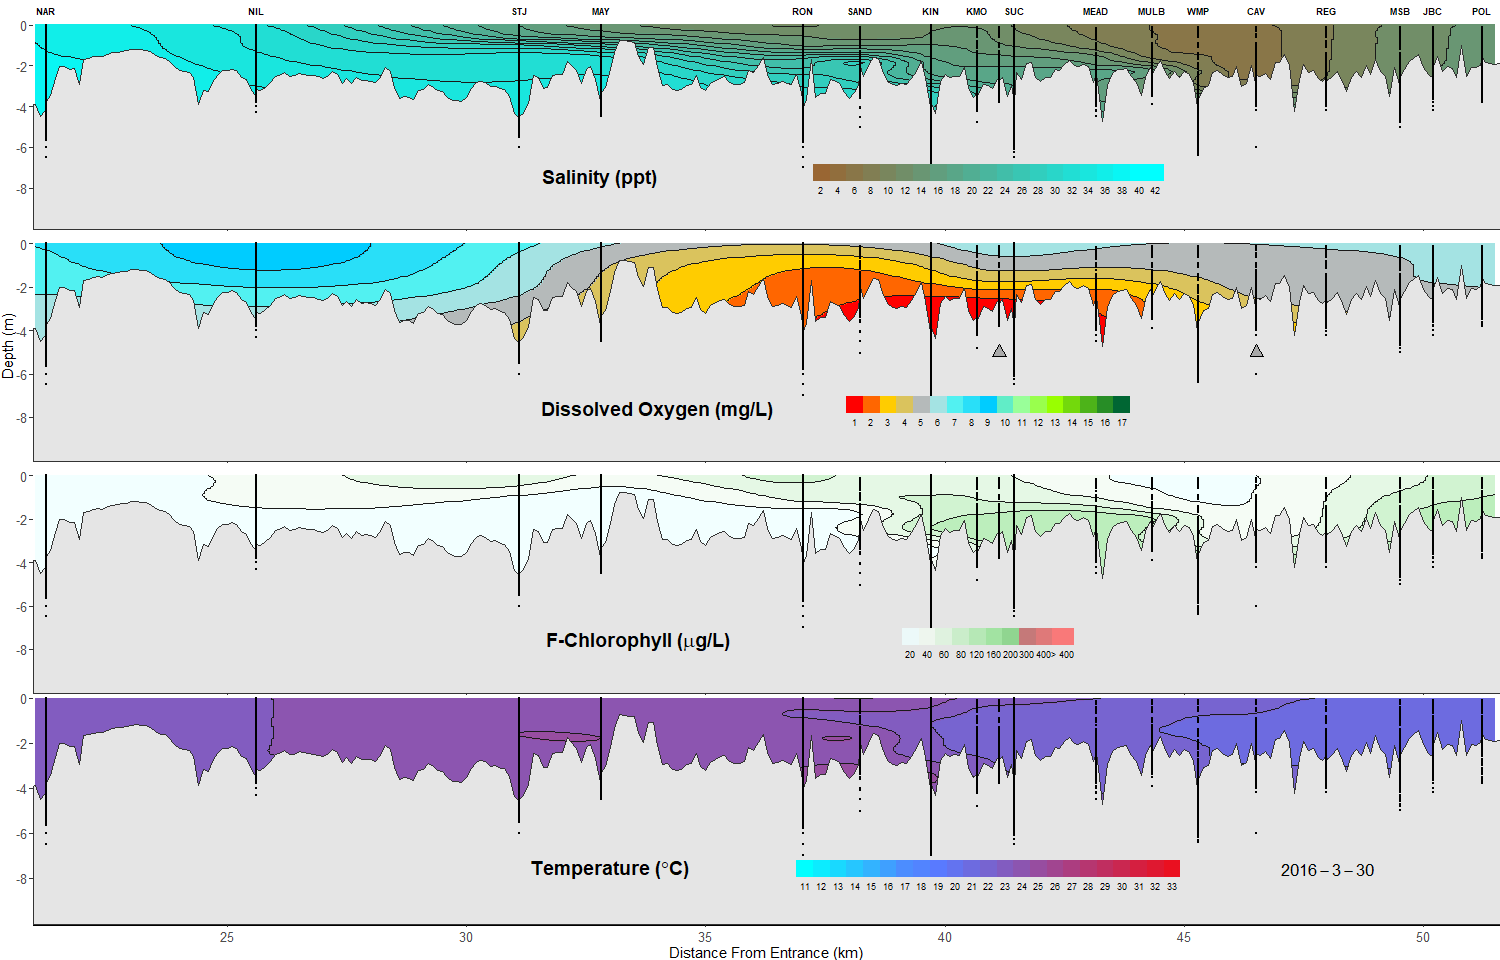 NAR NIL STJ MAY RON SAND KIN KMO SUC MEAD MULB WMP CAV REG MSB JBC POL
0
-2
-4
-6
-8
Salinity (ppt)
2 4 6 8 10 12 14 16 18 20 22 24 26 28 30 32 34 36 38 40 42
0
-2
-4
-6
-8
Depth (m)
Dissolved Oxygen (mg/L)
1 2 3 4 5 6 7 8 9 10 11 12 13 14 15 16 17
0
-2
-4
-6
-8
F-Chlorophyll (μg/L)
20 40 60 80 120 160 200 300 400> 400
0
-2
-4
-6
-8
Temperature (°C)
11 12 13 14 15 16 17 18 19 20 21 22 23 24 25 26 27 28 29 30 31 32 33
2016 – 3 – 30
25 30 35 40 45 50
Distance From Entrance (km)